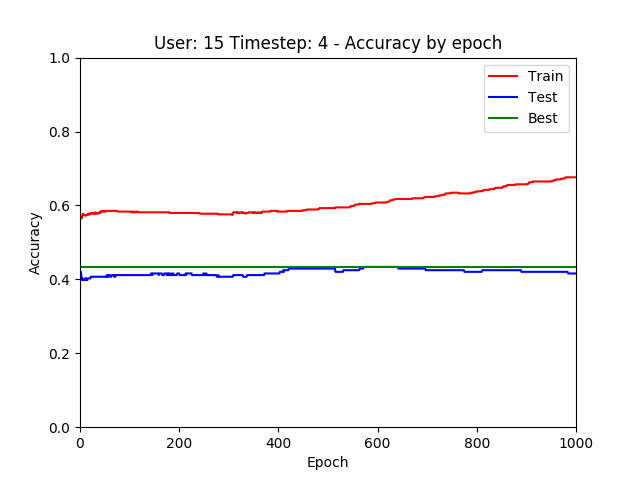 User: 15 Timestep: 4 - Accuracy by epoch
1.0
0.8
0.6
0.4
0.2
0.0
Accuracy
Train
Test
Best
0 200 400 600 800 1000
Epoch